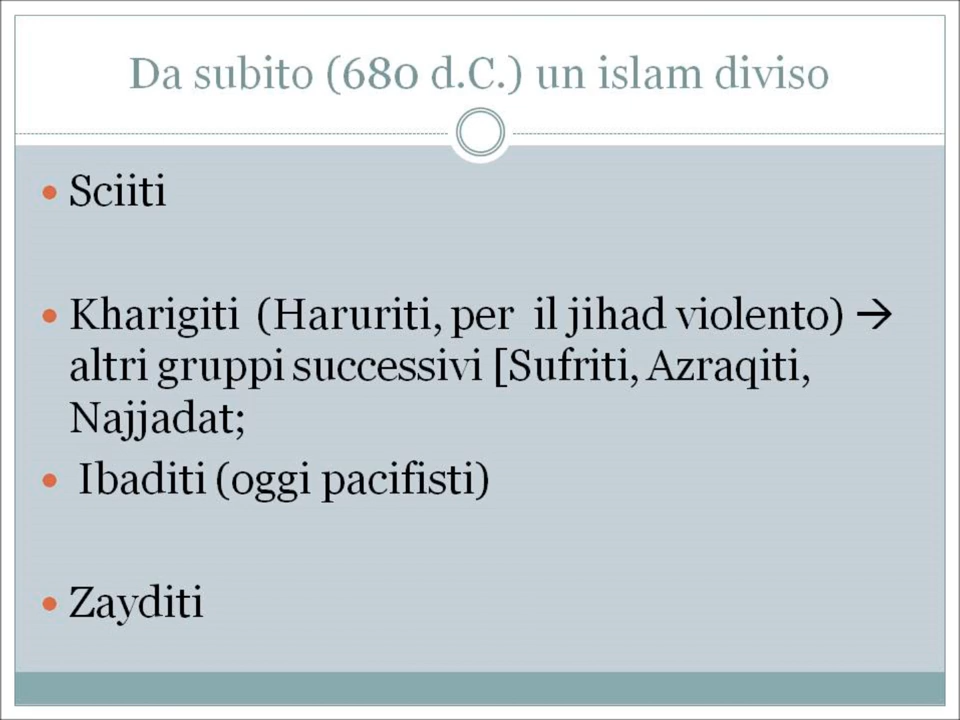 Da subito (680 d.C.) un islam diviso
• Sciiti
• Kharigiti (Haruriti, per il jihad violento) →
altri gruppi successivi [Sufriti, Azraqiti,
Najjadat;
• Ibaditi (oggi pacifisti)
• Zayditi